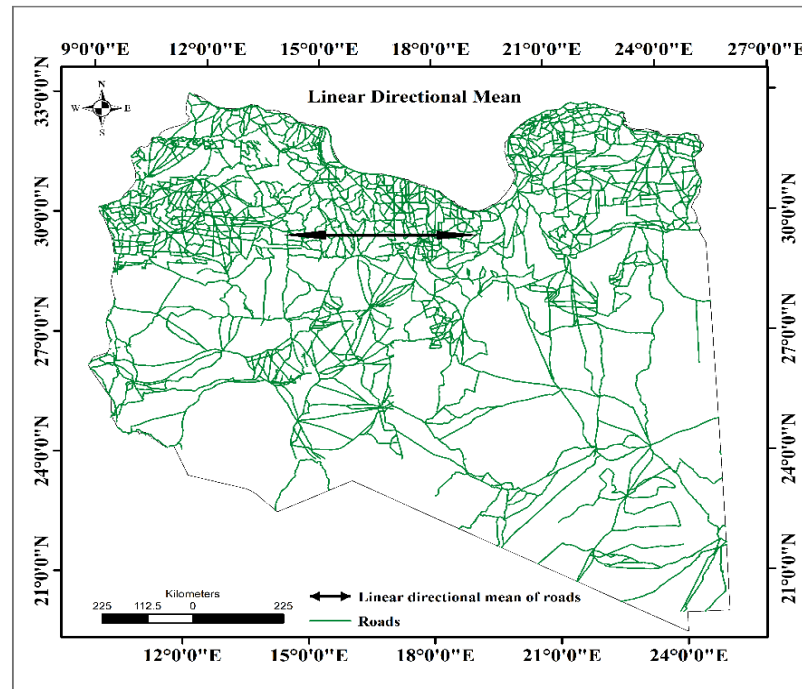 9°0'0"E 12°0'0"E 15°0'0"E 18°0'0"E 21°0'0"E 24°0'0"E 27°0'0"E
33°0'0"N
N
W E
S
Linear Directional Mean
30°0'0"N 30°0'0"N
27°0'0"N 27°0'0"N
24°0'0"N 24°0'0"N
21°0'0"N 21°0'0"N
Kilometers
225 112.5 0 225
Linear directional mean of roads
Roads
12°0'0"E 15°0'0"E 18°0'0"E 21°0'0"E 24°0'0"E